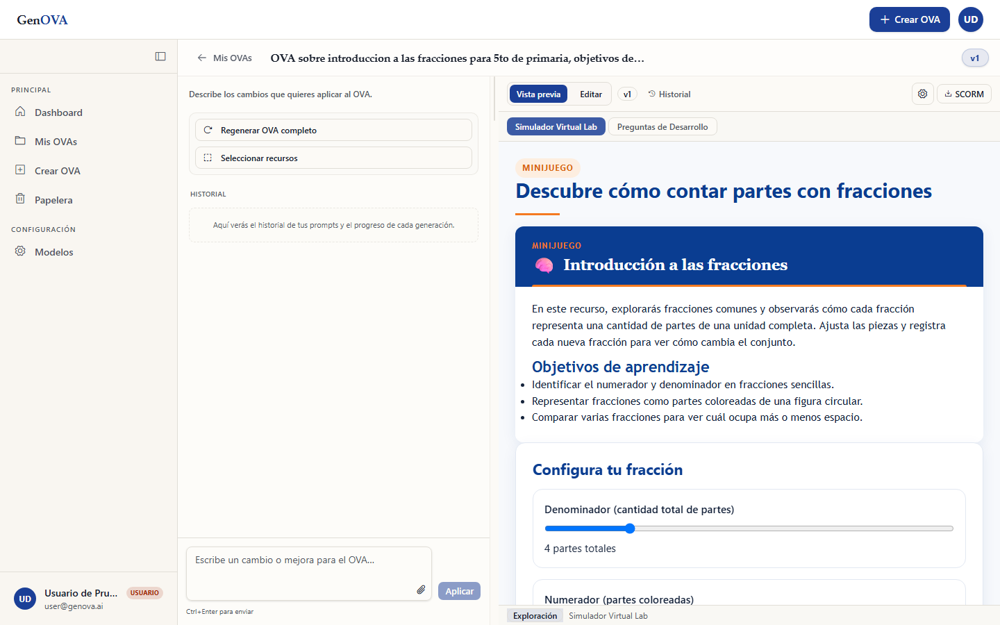 GenOVA
Crear OVA
UD
Mis OVAs
OVA sobre introduccion a las fracciones para 5to de primaria, objetivos de...
v1
PRINCIPAL
Dashboard
Mis OVAs
Crear OVA
Papelera
CONFIGURACIÓN
Modelos
Describe los cambios que quieres aplicar al OVA.
Regenerar OVA completo
Seleccionar recursos
HISTORIAL
Aquí verás el historial de tus prompts y el progreso de cada generación.
Vista previa
Editar
v1
Historial
SCORM
Simulador Virtual Lab
Preguntas de Desarrollo
MINIJUEGO
Descubre cómo contar partes con fracciones
MINIJUEGO
Introducción a las fracciones
En este recurso, explorarás fracciones comunes y observarás cómo cada fracción
representa una cantidad de partes de una unidad completa. Ajusta las piezas y registra
cada nueva fracción para ver cómo cambia el conjunto.
Objetivos de aprendizaje
Identificar el numerador y denominador en fracciones sencillas.
Representar fracciones como partes coloreadas de una figura circular.
Comparar varias fracciones para ver cuál ocupa más o menos espacio.
Configura tu fracción
Denominador (cantidad total de partes)
4 partes totales
Numerador (partes coloreadas)
Exploración
Simulador Virtual Lab
Escribe un cambio o mejora para el OVA...
Aplicar
Ctrl+Enter para enviar
UD
Usuario de Pru...
USUARIO
user@genova.ai